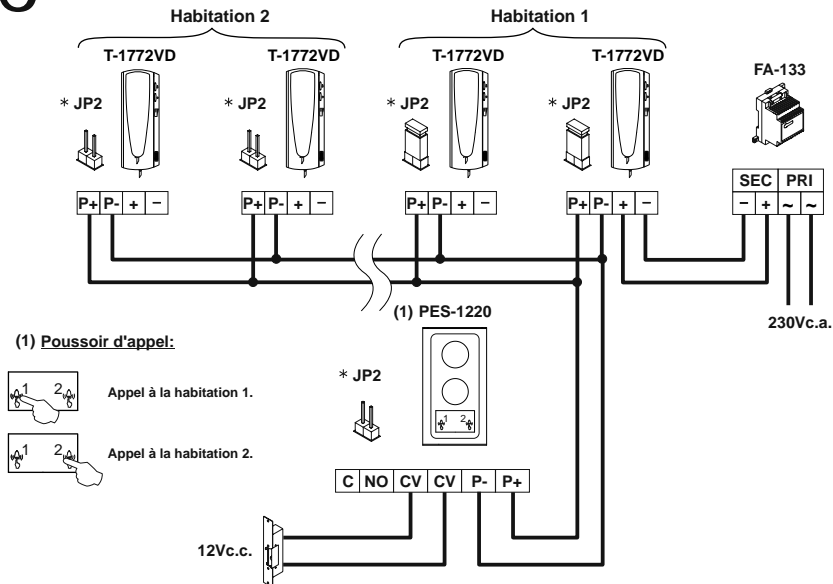 Habitation 2
Habitation 1
T-1772VD
T-1772VD
T-1772VD
T-1772VD
FA-133
* JP2
* JP2
* JP2
* JP2
SEC PRI
P+ P- + −
P+ P- + −
P+ P- + −
P+ P- + −
− + ~ ~
230Vc.a.
(1) PES-1220
(1) Poussoir d'appel:
* JP2
1 2
1 2
Appel à la habitation 1.
1 2
Appel à la habitation 2.
C NO CV CV P- P+
12Vc.c.